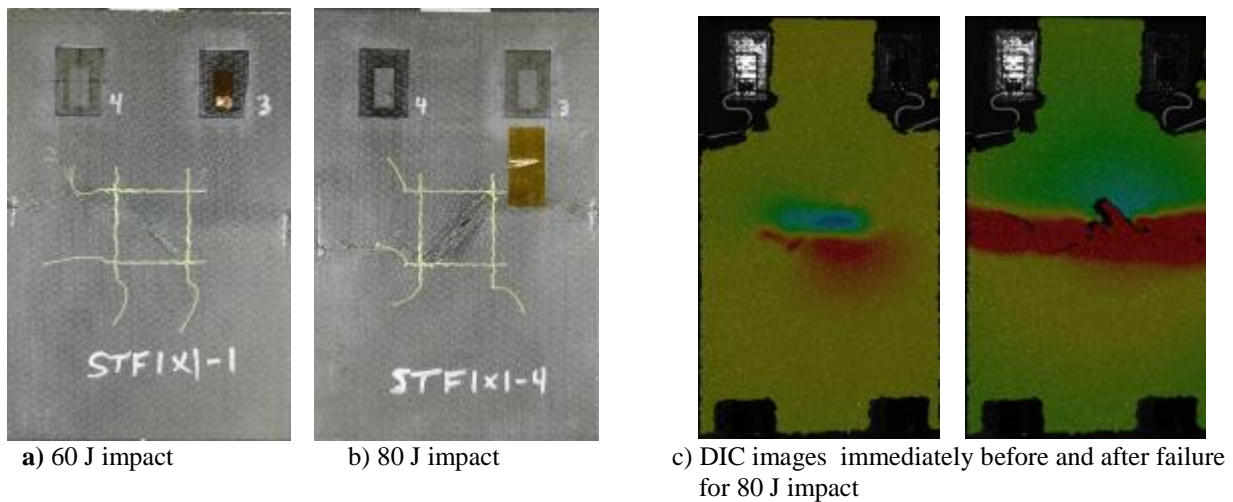 4
3
STF1X1-1
4
3
STF1X1-4
a) 60 J impact
b) 80 J impact
c) DIC images immediately before and after failure
for 80 J impact